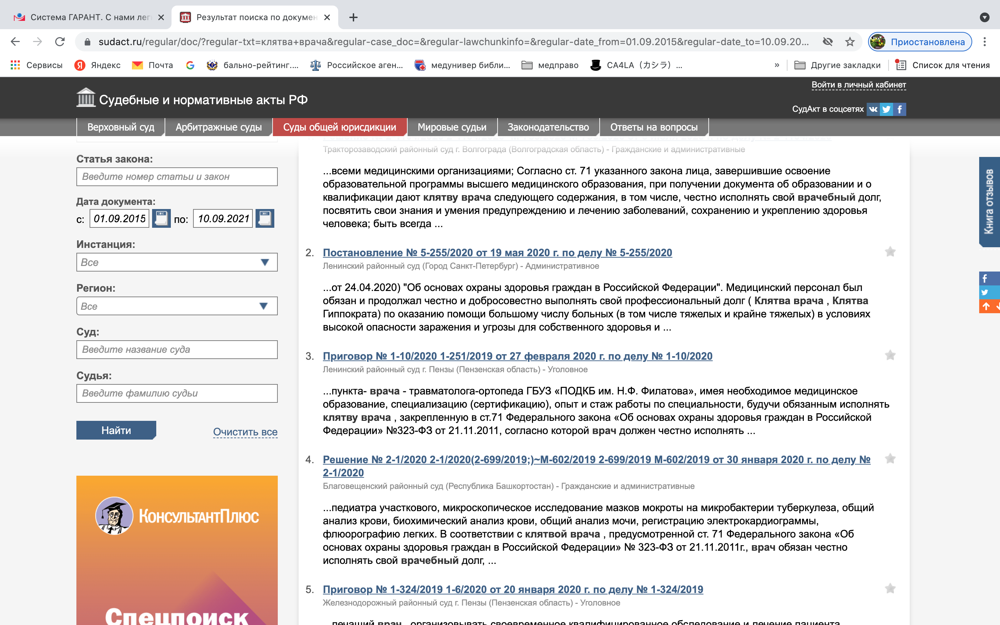 Система ГАРАНТ. С нами лег
Результат поиска по докумен
sudact.ru/regular/doc/?regular-txt=клятва+врача&regular-case_doc=&regular-lawchunkinfo=&regular-date_from=01.09.2015&regular-date_to=10.09.20...
Приостановлена
Сервисы
Яндекс
Почта
бально-рейтинг....
Российское аген...
медунивер библи...
медправо
CA4LA（カシラ）...
»
Другие закладки
Список для чтения
Войти в личный кабинет
Судебные и нормативные акты РФ
СудАкт в соцсетях
Верховный суд
Арбитражные суды
Суды общей юрисдикции
Мировые судьи
Законодательство
Ответы на вопросы
Статья закона:
Введите номер статьи и закон
Дата документа:
с: 01.09.2015 по: 10.09.2021
Инстанция:
Все
Регион:
Все
Суд:
Введите название суда
Судья:
Введите фамилию судьи
Найти
Очистить все
КонсультантПлюс
Спецпоиск
Тракторозаводский районный суд г. Волгограда (Волгоградская область) - Гражданские и административные
...всеми медицинскими организациями; Согласно ст. 71 указанного закона лица, завершившие освоение
образовательной программы высшего медицинского образования, при получении документа об образовании и о
квалификации дают клятву врача следующего содержания, в том числе, честно исполнять свой врачебный долг,
посвятить свои знания и умения предупреждению и лечению заболеваний, сохранению и укреплению здоровья
человека; быть всегда ...
2. Постановление № 5-255/2020 от 19 мая 2020 г. по делу № 5-255/2020
Ленинский районный суд (Город Санкт-Петербург) - Административное
...от 24.04.2020) "Об основах охраны здоровья граждан в Российской Федерации". Медицинский персонал был
обязан и продолжал честно и добросовестно выполнять свой профессиональный долг ( Клятва врача , Клятва
Гиппократа) по оказанию помощи большому числу больных (в том числе тяжелых и крайне тяжелых) в условиях
высокой опасности заражения и угрозы для собственного здоровья и ...
3. Приговор № 1-10/2020 1-251/2019 от 27 февраля 2020 г. по делу № 1-10/2020
Ленинский районный суд г. Пензы (Пензенская область) - Уголовное
...пункта- врача - травматолога-ортопеда ГБУЗ «ПОДКБ им. Н.Ф. Филатова», имея необходимое медицинское
образование, специализацию (сертификацию), опыт и стаж работы по специальности, будучи обязанным исполнять
клятву врача , закрепленную в ст.71 Федерального закона «Об основах охраны здоровья граждан в Российской
Федерации» №323-ФЗ от 21.11.2011, согласно которой врач должен честно исполнять ...
4. Решение № 2-1/2020 2-1/2020(2-699/2019;)~М-602/2019 2-699/2019 М-602/2019 от 30 января 2020 г. по делу №
2-1/2020
Благовещенский районный суд (Республика Башкортостан) - Гражданские и административные
...педиатра участкового, микроскопическое исследование мазков мокроты на микробактерии туберкулеза, общий
анализ крови, биохимический анализ крови, общий анализ мочи, регистрацию электрокардиограммы,
флюорографию легких. В соответствии с клятвой врача , предусмотренной ст. 71 Федерального закона «Об
основах охраны здоровья граждан в Российской Федерации» № 323-ФЗ от 21.11.2011г., врач обязан честно
исполнять свой врачебный долг, ...
5. Приговор № 1-324/2019 1-6/2020 от 20 января 2020 г. по делу № 1-324/2019
Железнодорожный районный суд г. Пензы (Пензенская область) - Уголовное
...лечащий врач , организовывать своевременное квалифицированное обследование и лечение пациента
Книга отзывов